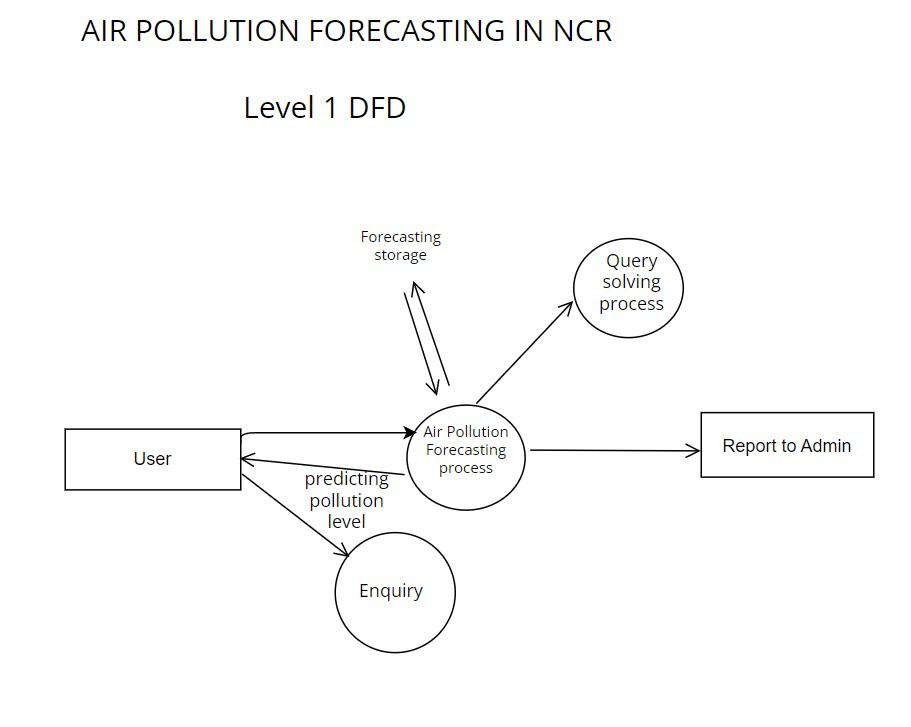 AIR POLLUTION FORECASTING IN NCR
Level 1 DFD
Forecasting
storage
Query
solving
process
Air Pollution
Forecasting
process
Report to Admin
User
predicting
pollution
level
Enquiry